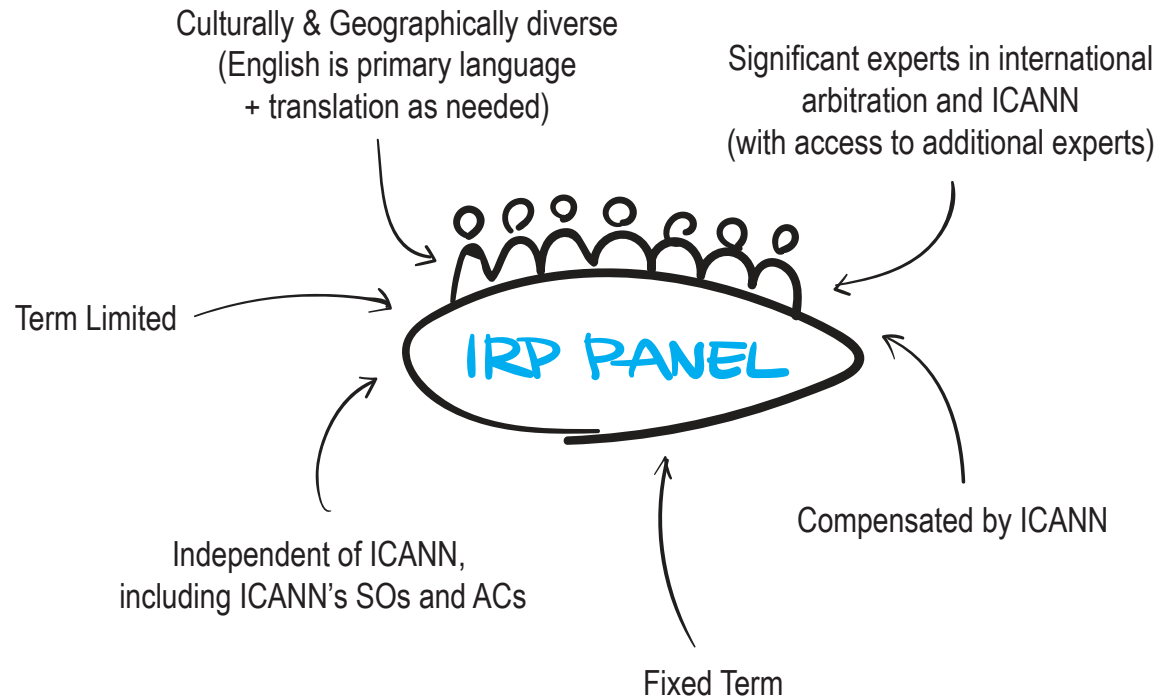 Culturally & Geographically diverse
(English is primary language
+ translation as needed)
Significant experts in international
arbitration and ICANN
(with access to additional experts)
Term Limited
IRP PANEL
Independent of ICANN,
including ICANN’s SOs and ACs
Compensated by ICANN
Fixed Term